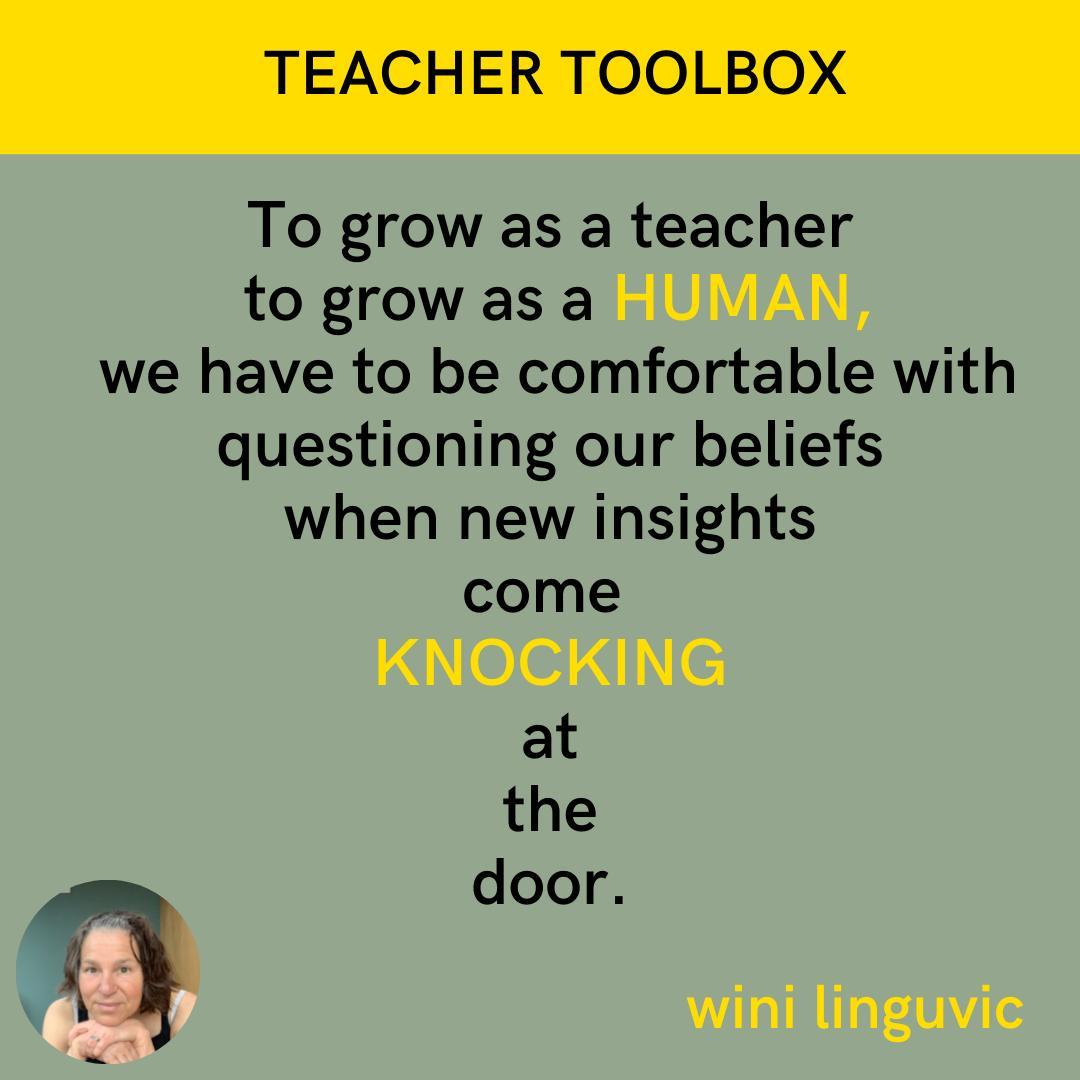 TEACHER TOOLBOX
To grow as a teacher
to grow as a HUMAN,
we have to be comfortable with
questioning our beliefs
when new insights
come
KNOCKING
at
the
door.
wini linguvic